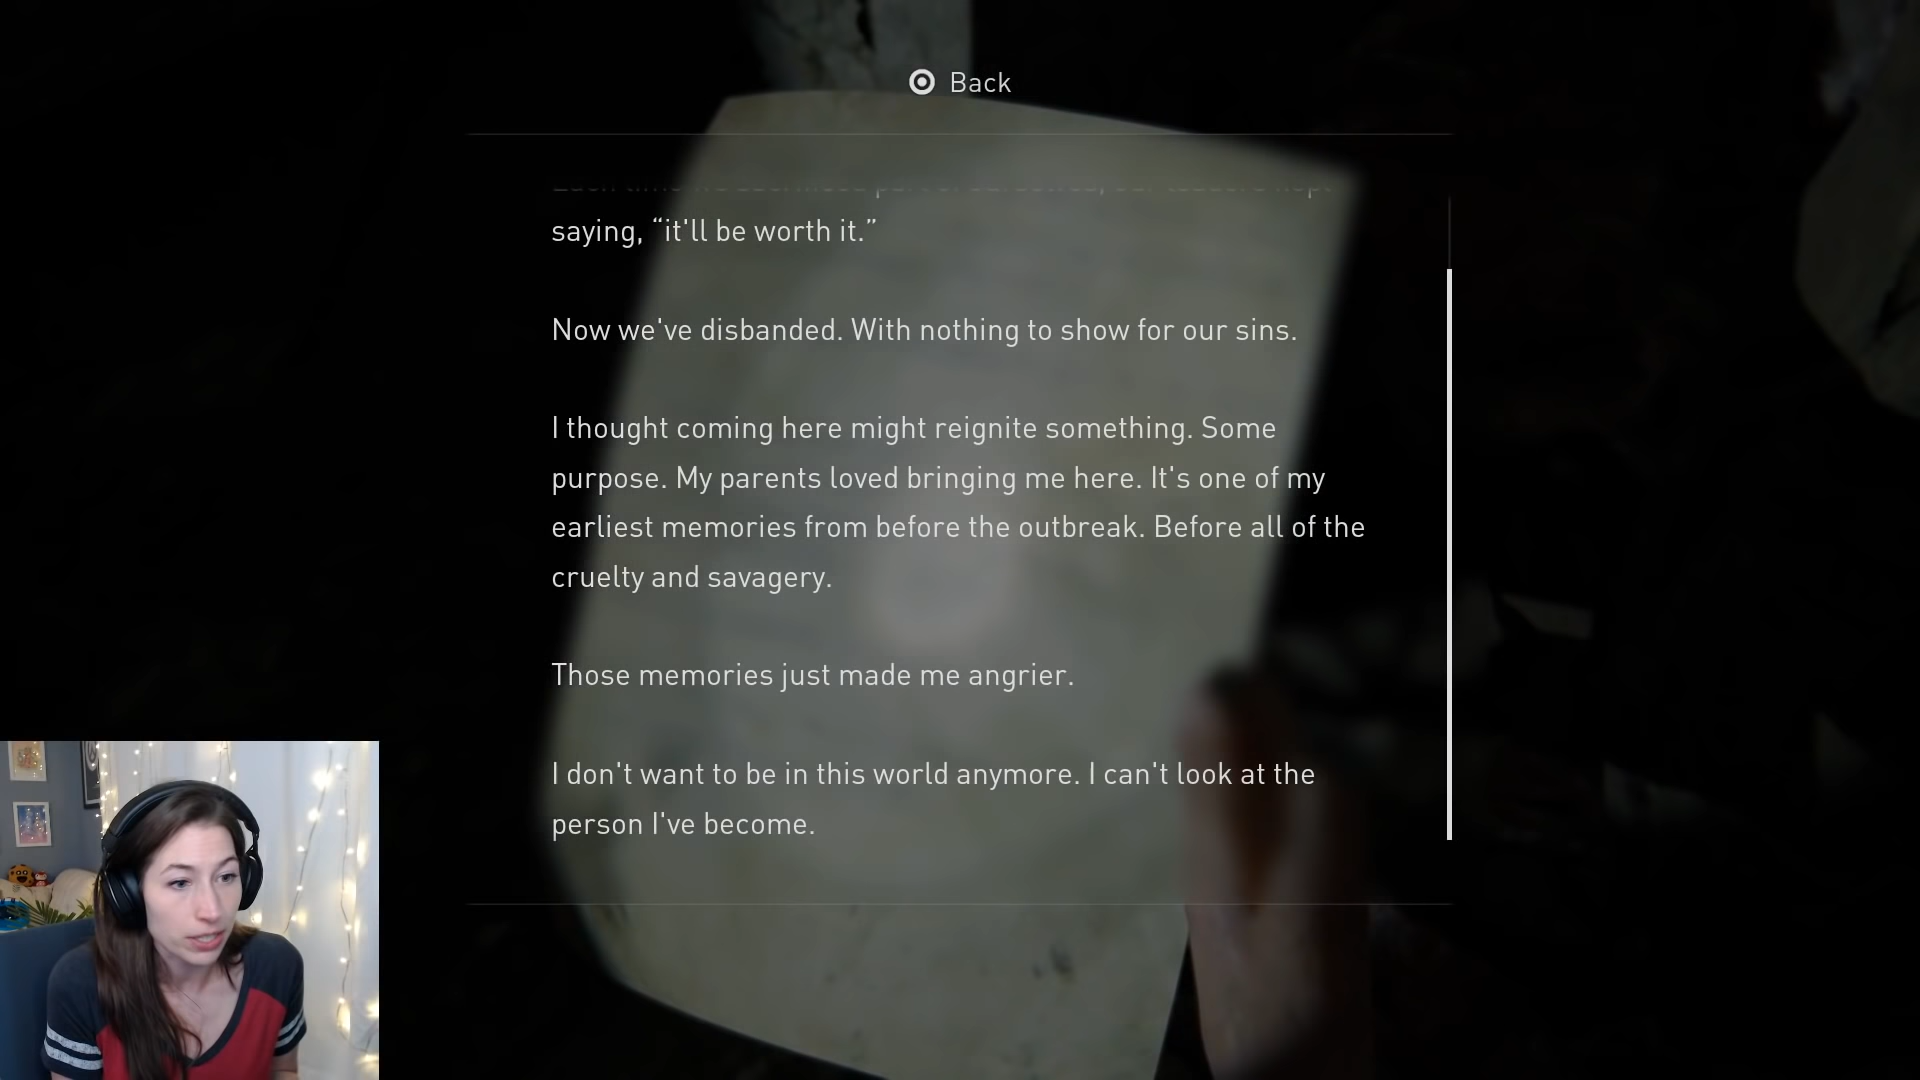 Back
saying, “it'll be worth it.”
Now we've disbanded. With nothing to show for our sins.
I thought coming here might reignite something. Some
purpose. My parents loved bringing me here. It's one of my
earliest memories from before the outbreak. Before all of the
cruelty and savagery.
Those memories just made me angrier.
I don't want to be in this world anymore. I can't look at the
person I've become.